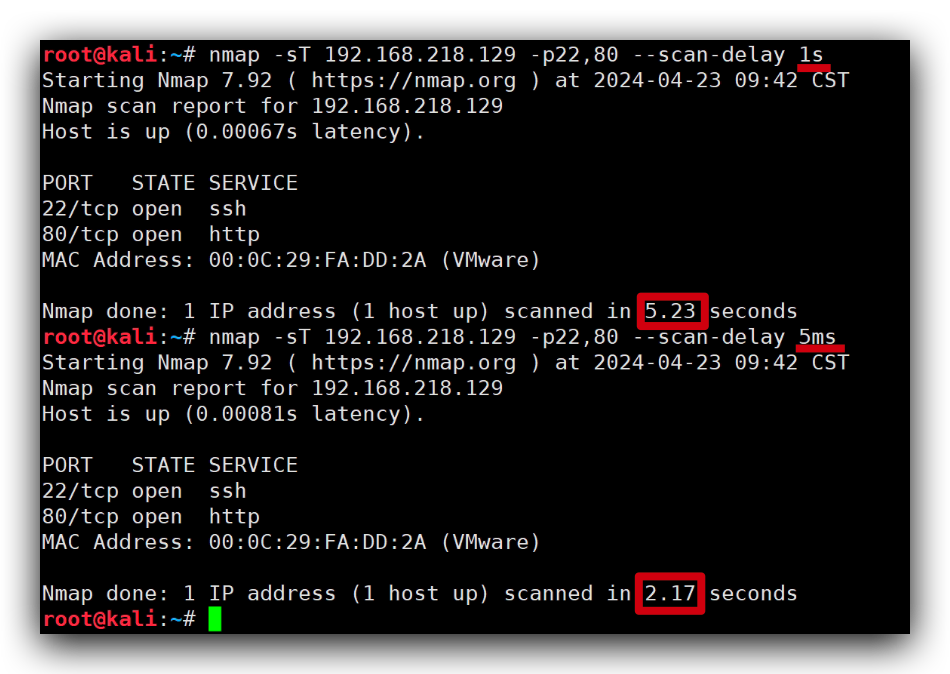 root@kali:~# nmap -sT 192.168.218.129 -p22,80 --scan-delay 1s
Starting Nmap 7.92 ( https://nmap.org ) at 2024-04-23 09:42 CST
Nmap scan report for 192.168.218.129
Host is up (0.00067s latency).
PORT   STATE SERVICE
22/tcp open  ssh
80/tcp open  http
MAC Address: 00:0C:29:FA:DD:2A (VMware)
Nmap done: 1 IP address (1 host up) scanned in 5.23 seconds
root@kali:~# nmap -sT 192.168.218.129 -p22,80 --scan-delay 5ms
Starting Nmap 7.92 ( https://nmap.org ) at 2024-04-23 09:42 CST
Nmap scan report for 192.168.218.129
Host is up (0.00081s latency).
PORT   STATE SERVICE
22/tcp open  ssh
80/tcp open  http
MAC Address: 00:0C:29:FA:DD:2A (VMware)
Nmap done: 1 IP address (1 host up) scanned in 2.17 seconds
root@kali:~#